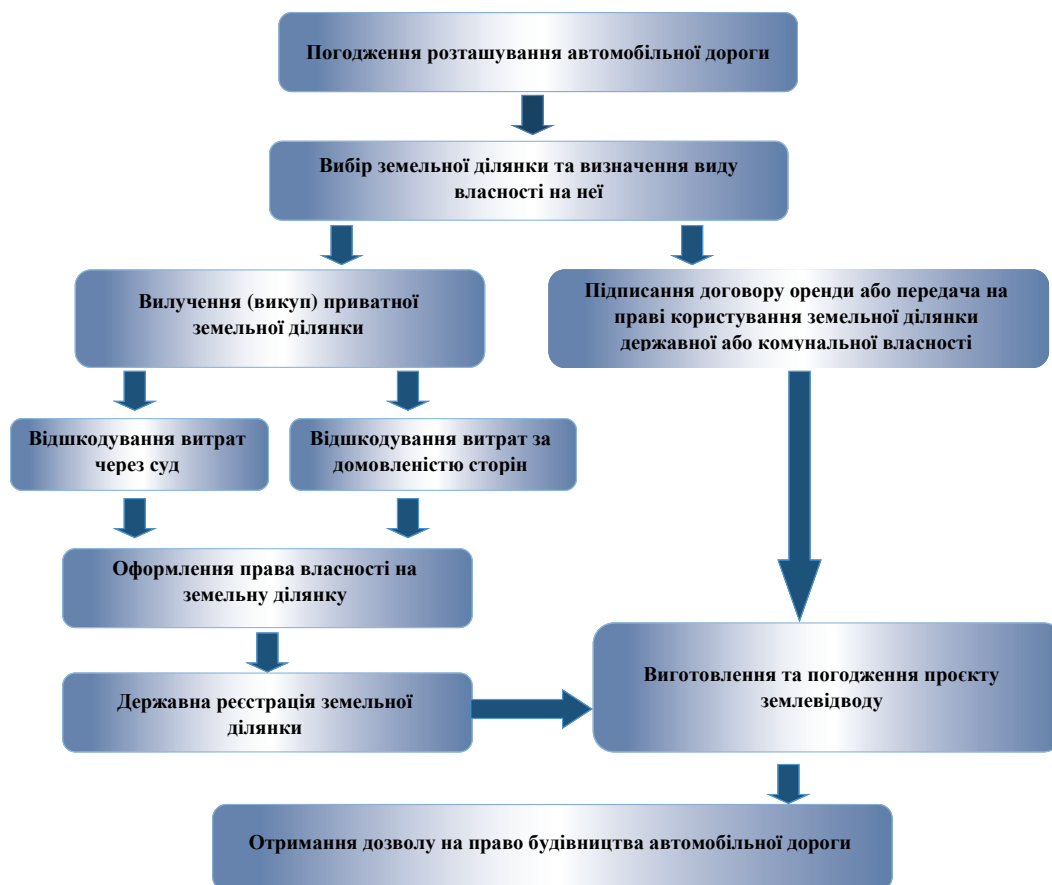 Погодження розташування автомобільної дороги
Вибір земельної ділянки та визначення виду
власності на неї
Вилучення (викуп) приватної
земельної ділянки
Підписання договору оренди або передача на
праві користування земельної ділянки
державної або комунальної власності
Відшкодування витрат
через суд
Відшкодування витрат за
домовленістю сторін
Оформлення права власності на
земельну ділянку
Державна реєстрація земельної
ділянки
Виготовлення та погодження проєкту
землевідводу
Отримання дозволу на право будівництва автомобільної дороги